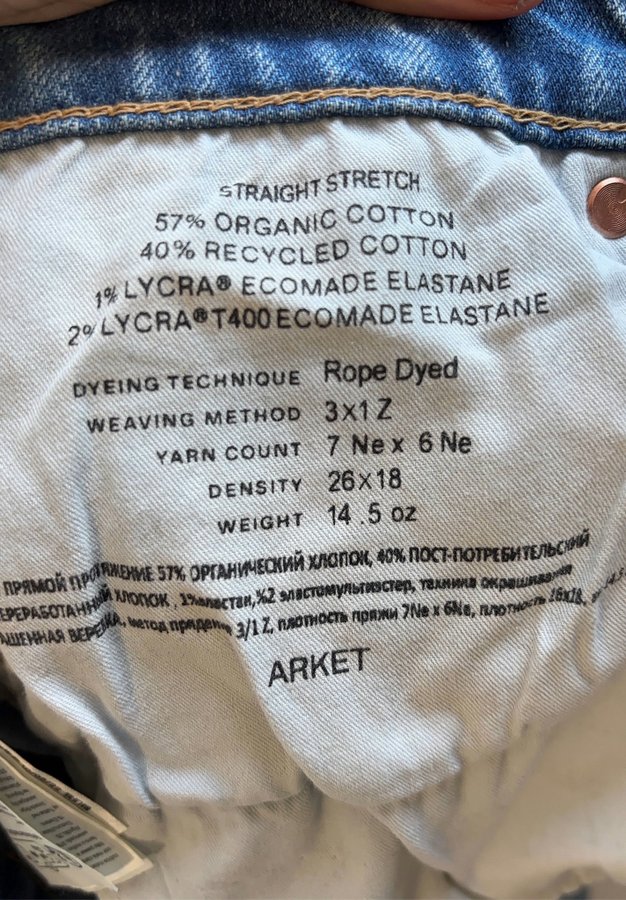 STRAIGHT STRETCH
57% ORGANIC COTTON
40% RECYCLED COTTON
1% LYCRA® ECOMADE ELASTANE
2% LYCRA® T400 ECOMADE ELASTANE
DYEING TECHNIQUE Rope Dyed
WEAVING METHOD 3X1 Z
YARN COUNT 7 Ne x 6 Ne
DENSITY 26X18
WEIGHT 14.5 oz
ПРЯМОЙ 57% ОРГАНИЧЕСКИЙ ХЛОПОК, 40% ПОСТ-ПОТРЕБИТЕЛЬСКИЙ
ХЛОПОК, 1%эластан,%2 эластомультиэстер, техника окрашивания
метод прядения 3/1 Z, плотность пряжи 7Ne x 6Ne, плотность 26x18,
ARKET